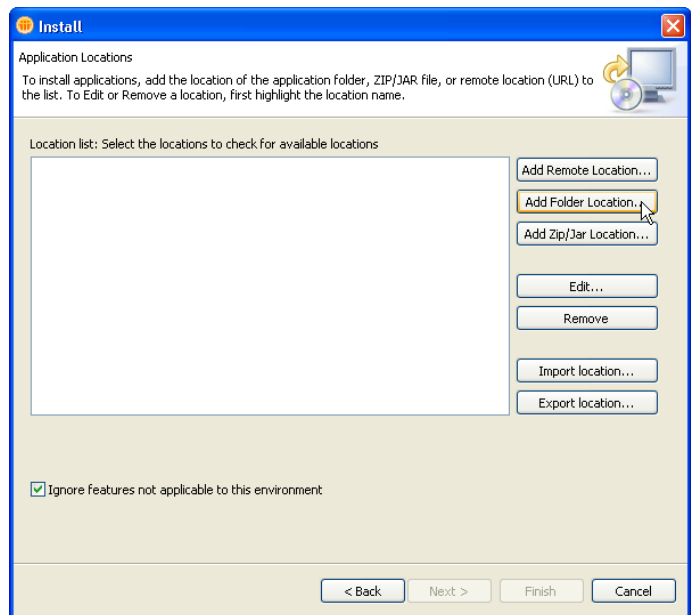 Install
Application Locations
To install applications, add the location of the application folder, ZIP/JAR file, or remote location (URL) to
the list. To Edit or Remove a location, first highlight the location name.
Location list: Select the locations to check for available locations
Add Remote Location...
Add Folder Location...
Add Zip/Jar Location...
Edit...
Remove
Import location...
Export location...
Ignore features not applicable to this environment
< Back
Next >
Finish
Cancel